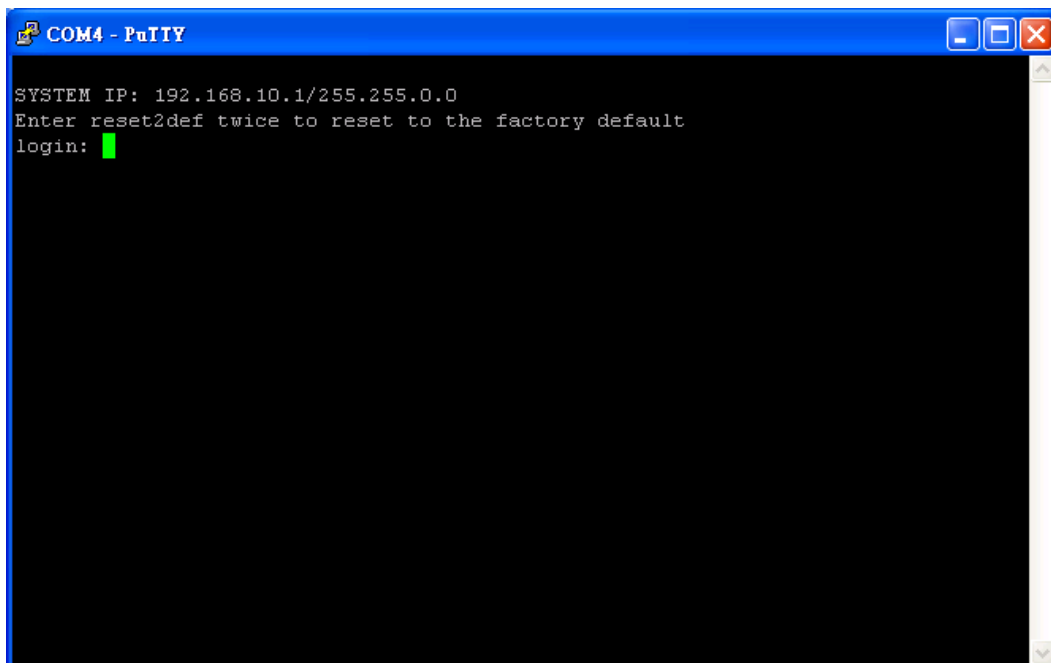 COM4 - PuTTY
SYSTEM IP: 192.168.10.1/255.255.0.0
Enter reset2def twice to reset to the factory default
login: